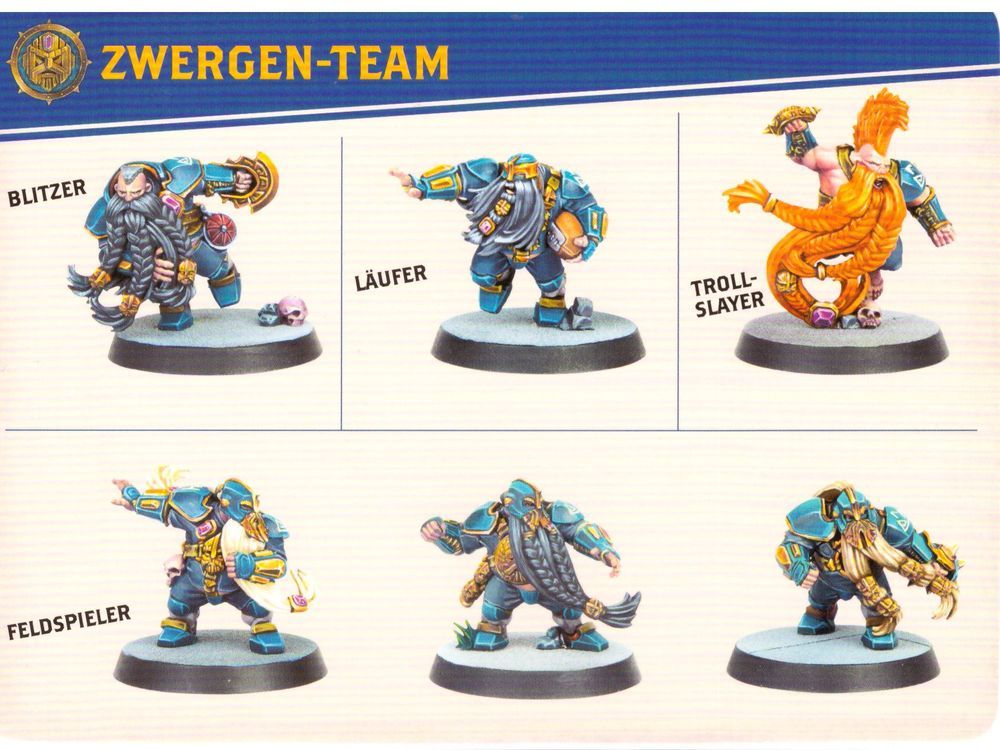 ZWERGEN-TEAM
BLITZER
LÄUFER
TROLL-
SLAYER
FELDSPIELER